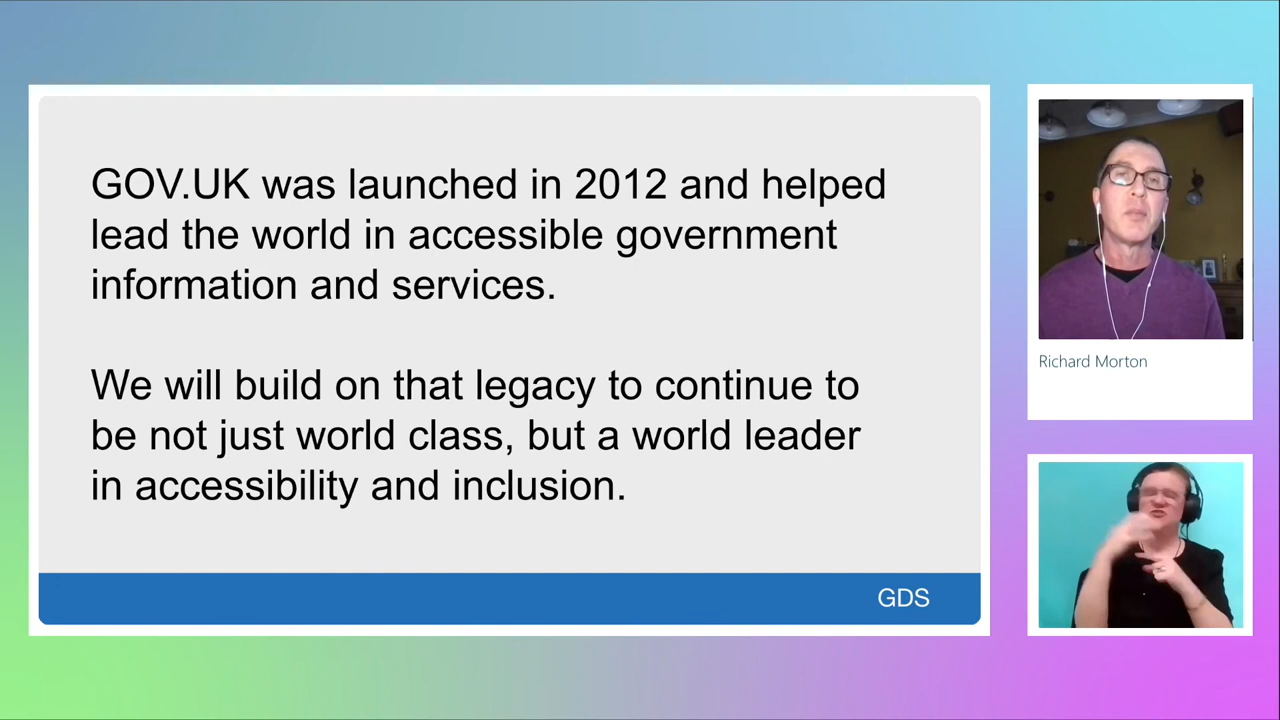 GOV.UK was launched in 2012 and helped
lead the world in accessible government
information and services.
We will build on that legacy to continue to
be not just world class, but a world leader
in accessibility and inclusion.
GDS
Richard Morton